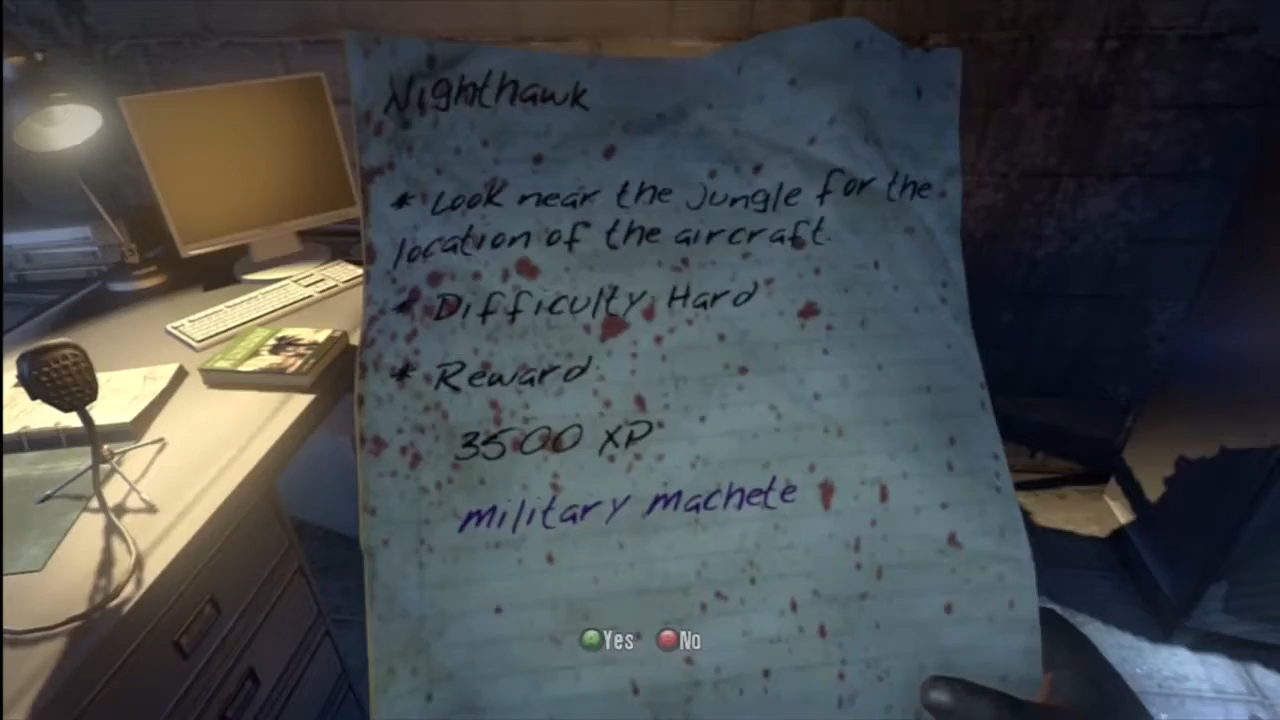 Nighthawk
* Look near the jungle for the
location of the aircraft.
* Difficulty Hard
* Reward
3500 XP
military machete
Yes No